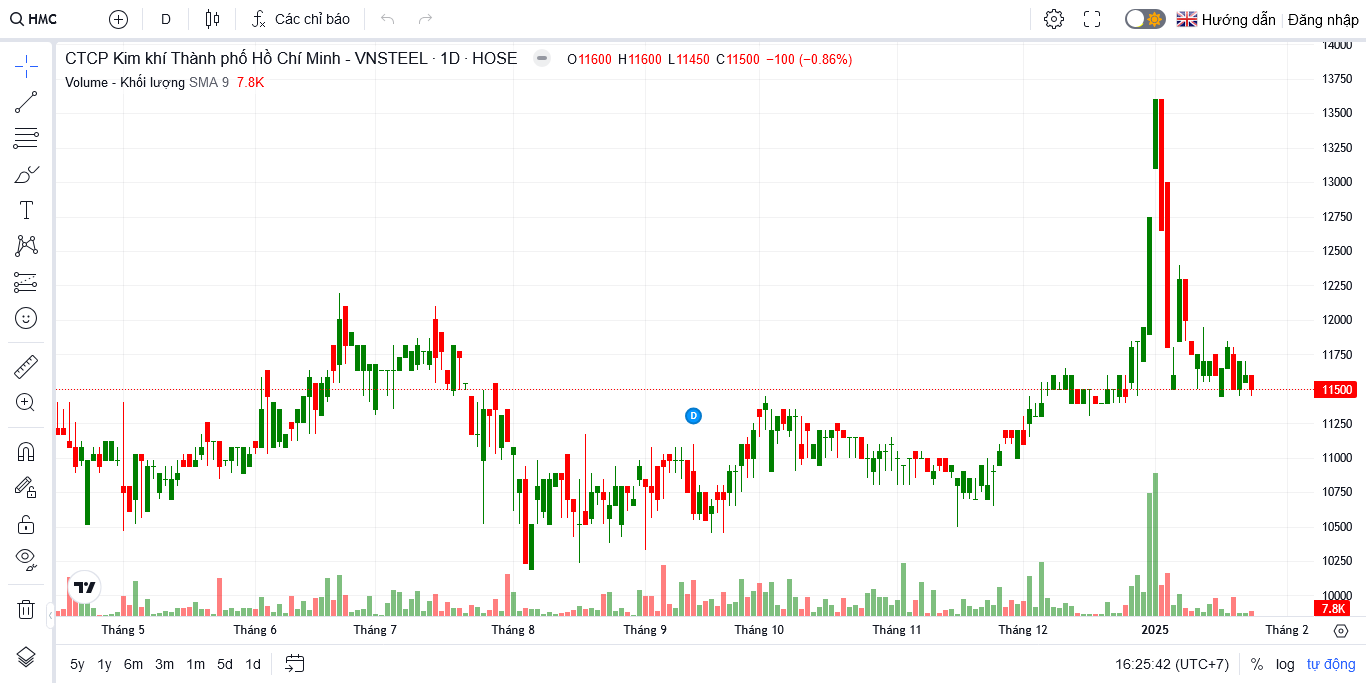 HMC D Các chỉ báo Hướng dẫn Đăng nhập
CTCP Kim khí Thành phố Hồ Chí Minh - VNSTEEL · 1D · HOSE O11600 H11600 L11450 C11500 −100 (−0.86%)
Volume - Khối lượng SMA 9 7.8K
14000
13750
13500
13250
13000
12750
12500
12250
12000
11750
11500
11250
11000
10750
10500
10250
10000
7.8K
D
Tháng 5 Tháng 6 Tháng 7 Tháng 8 Tháng 9 Tháng 10 Tháng 11 Tháng 12 2025 Tháng 2
5y 1y 6m 3m 1m 5d 1d 16:25:42 (UTC+7) % log tự động